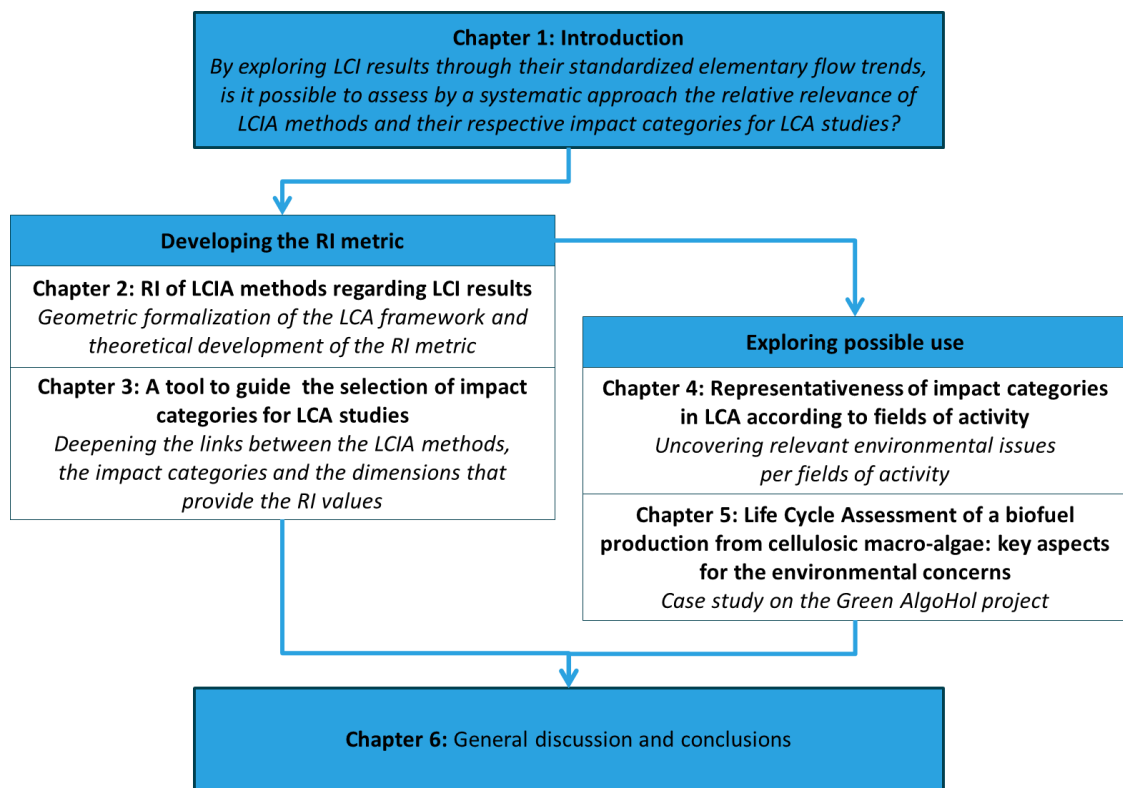 Chapter 1: Introduction
By exploring LCI results through their standardized elementary flow trends,
is it possible to assess by a systematic approach the relative relevance of
LCIA methods and their respective impact categories for LCA studies?
Developing the RI metric
Chapter 2: RI of LCIA methods regarding LCI results
Geometric formalization of the LCA framework and
theoretical development of the RI metric
Chapter 3: A tool to guide the selection of impact
categories for LCA studies
Deepening the links between the LCIA methods,
the impact categories and the dimensions that
provide the RI values
Exploring possible use
Chapter 4: Representativeness of impact categories
in LCA according to fields of activity
Uncovering relevant environmental issues
per fields of activity
Chapter 5: Life Cycle Assessment of a biofuel
production from cellulosic macro-algae: key aspects
for the environmental concerns
Case study on the Green AlgoHol project
Chapter 6: General discussion and conclusions